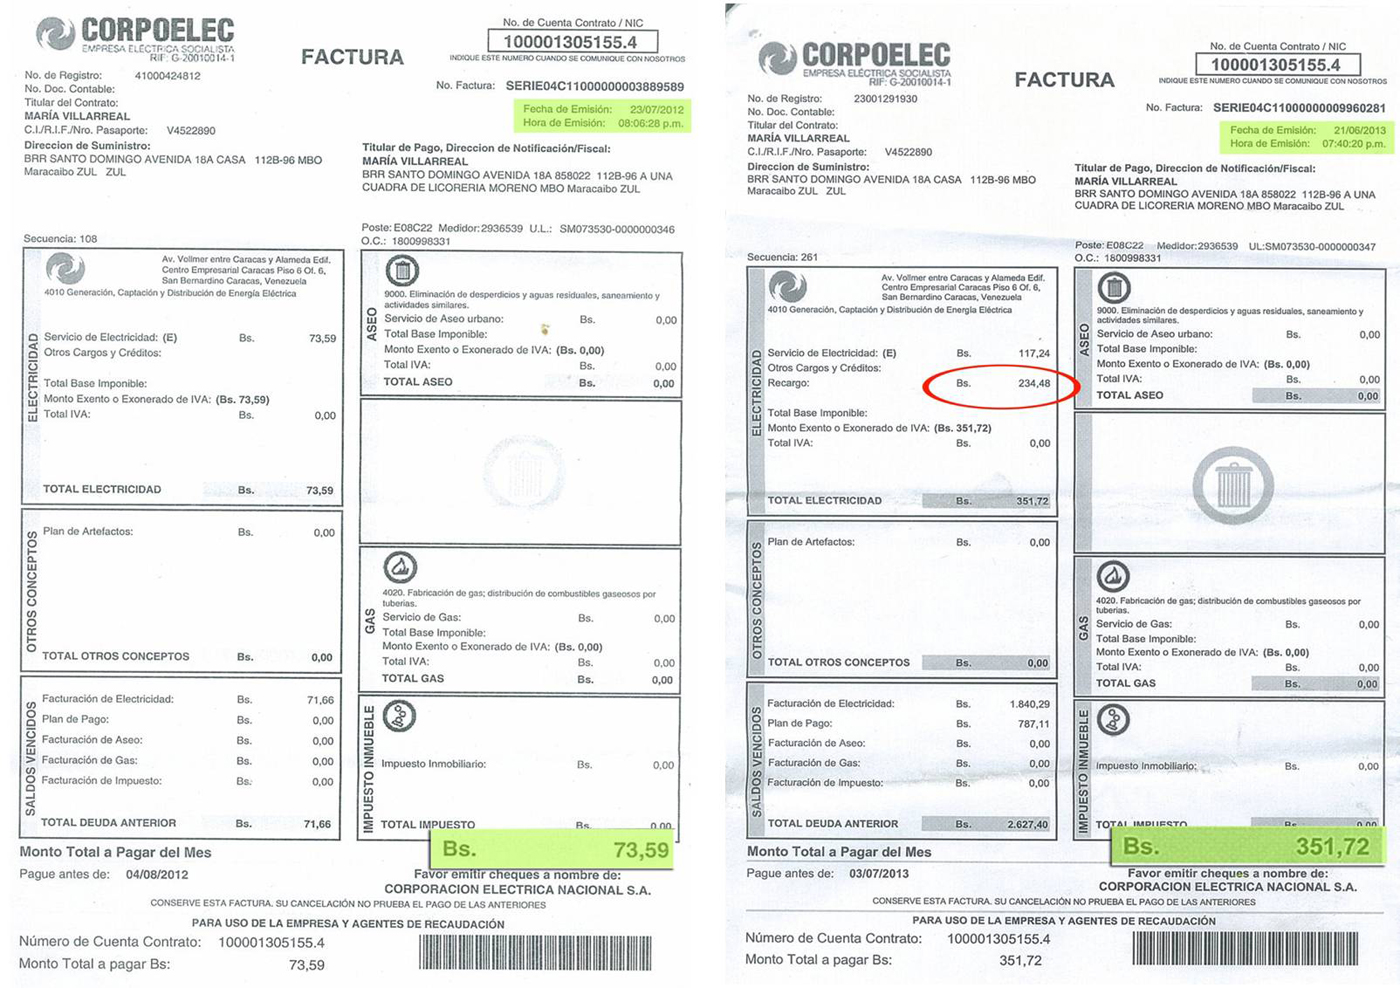 CORPOELEC
EMPRESA ELÉCTRICA SOCIALISTA
RIF: G-20010014-1
FACTURA
No. de Cuenta Contrato / NIC
100001305155.4
INDIQUE ESTE NUMERO CUANDO SE COMUNIQUE CON NOSOTROS
No. de Registro: 41000424812
No. Doc. Contable:
Titular del Contrato:
MARÍA VILLARREAL
C.I./R.I.F/Nro. Pasaporte: V4522890
Direccion de Suministro:
BRR SANTO DOMINGO AVENIDA 18A CASA 112B-96 MBO
Maracaibo ZUL ZUL
No. Factura: SERIE04C11000000003889589
Fecha de Emisión: 23/07/2012
Hora de Emisión: 08:06:28 p.m.
Titular de Pago, Direccion de Notificación/Fiscal:
MARÍA VILLARREAL
BRR SANTO DOMINGO AVENIDA 18A 858022 112B-96 A UNA
CUADRA DE LICORERIA MORENO MBO Maracaibo ZUL
Poste: E08C22 Medidor:2936539 U.L.: SM073530-0000000346
O.C.: 1800998331
Secuencia: 108
ELECTRICIDAD
Av. Vollmer entre Caracas y Alameda Edif.
Centro Empresarial Caracas Piso 6 Of. 6,
San Bernardino Caracas, Venezuela
4010 Generación, Captación y Distribución de Energía Eléctrica
Servicio de Electricidad: (E) Bs. 73,59
Otros Cargos y Créditos:
Total Base Imponible:
Monto Exento o Exonerado de IVA: (Bs. 73,59)
Total IVA: Bs. 0,00
TOTAL ELECTRICIDAD Bs. 73,59
OTROS CONCEPTOS
Plan de Artefactos: Bs. 0,00
TOTAL OTROS CONCEPTOS Bs. 0,00
SALDOS VENCIDOS
Facturación de Electricidad: Bs. 71,66
Plan de Pago: Bs. 0,00
Facturación de Aseo: Bs. 0,00
Facturación de Gas: Bs. 0,00
Facturación de Impuesto: Bs. 0,00
TOTAL DEUDA ANTERIOR Bs. 71,66
ASEO
9000. Eliminación de desperdicios y aguas residuales, saneamiento y
actividades similares.
Servicio de Aseo urbano: Bs. 0,00
Total Base Imponible:
Monto Exento o Exonerado de IVA: (Bs. 0,00)
Total IVA: Bs. 0,00
TOTAL ASEO Bs. 0,00
GAS
4020. Fabricación de gas; distribución de combustibles gaseosos por
tuberias.
Servicio de Gas: Bs. 0,00
Total Base Imponible:
Monto Exento o Exonerado de IVA: (Bs. 0,00)
Total IVA: Bs. 0,00
TOTAL GAS Bs. 0,00
IMPUESTO INMUEBLE
Impuesto Inmobiliario: Bs. 0,00
TOTAL IMPUESTO Bs. 0,00
Monto Total a Pagar del Mes Bs. 73,59
Pague antes de: 04/08/2012
Favor emitir cheques a nombre de:
CORPORACION ELECTRICA NACIONAL S.A.
CONSERVE ESTA FACTURA. SU CANCELACIÓN NO PRUEBA EL PAGO DE LAS ANTERIORES
PARA USO DE LA EMPRESA Y AGENTES DE RECAUDACIÓN
Número de Cuenta Contrato: 100001305155.4
Monto Total a pagar Bs: 73,59
CORPOELEC
EMPRESA ELÉCTRICA SOCIALISTA
RIF: G-20010014-1
FACTURA
No. de Cuenta Contrato / NIC
100001305155.4
INDIQUE ESTE NUMERO CUANDO SE COMUNIQUE CON NOSOTROS
No. de Registro: 23001291930
No. Doc. Contable:
Titular del Contrato:
MARÍA VILLARREAL
C.I./R.I.F/Nro. Pasaporte: V4522890
Direccion de Suministro:
BRR SANTO DOMINGO AVENIDA 18A CASA 112B-96 MBO
Maracaibo ZUL ZUL
No. Factura: SERIE04C11000000009960281
Fecha de Emisión: 21/06/2013
Hora de Emisión: 07:40:20 p.m.
Titular de Pago, Direccion de Notificación/Fiscal:
MARÍA VILLARREAL
BRR SANTO DOMINGO AVENIDA 18A 858022 112B-96 A UNA
CUADRA DE LICORERIA MORENO MBO Maracaibo ZUL
Poste: E08C22 Medidor:2936539 UL:SM073530-0000000347
O.C.: 1800998331
Secuencia: 261
ELECTRICIDAD
Av. Vollmer entre Caracas y Alameda Edif.
Centro Empresarial Caracas Piso 6 Of. 6,
San Bernardino Caracas, Venezuela
4010 Generación, Captación y Distribución de Energía Eléctrica
Servicio de Electricidad: (E) Bs. 117,24
Otros Cargos y Créditos:
Recargo: Bs. 234,48
Total Base Imponible:
Monto Exento o Exonerado de IVA: (Bs. 351,72)
Total IVA: Bs. 0,00
TOTAL ELECTRICIDAD Bs. 351,72
OTROS CONCEPTOS
Plan de Artefactos: Bs. 0,00
TOTAL OTROS CONCEPTOS Bs. 0,00
SALDOS VENCIDOS
Facturación de Electricidad: Bs. 1.840,29
Plan de Pago: Bs. 787,11
Facturación de Aseo: Bs. 0,00
Facturación de Gas: Bs. 0,00
Facturación de Impuesto: Bs. 0,00
TOTAL DEUDA ANTERIOR Bs. 2.627,40
ASEO
9000. Eliminación de desperdicios y aguas residuales, saneamiento y
actividades similares.
Servicio de Aseo urbano: Bs. 0,00
Total Base Imponible:
Monto Exento o Exonerado de IVA: (Bs. 0,00)
Total IVA: Bs. 0,00
TOTAL ASEO Bs. 0,00
GAS
4020. Fabricación de gas; distribución de combustibles gaseosos por
tuberias.
Servicio de Gas: Bs. 0,00
Total Base Imponible:
Monto Exento o Exonerado de IVA: (Bs. 0,00)
Total IVA: Bs. 0,00
TOTAL GAS Bs. 0,00
IMPUESTO INMUEBLE
Impuesto Inmobiliario: Bs. 0,00
TOTAL IMPUESTO Bs. 0,00
Monto Total a Pagar del Mes Bs. 351,72
Pague antes de: 03/07/2013
Favor emitir cheques a nombre de:
CORPORACION ELECTRICA NACIONAL S.A.
CONSERVE ESTA FACTURA. SU CANCELACIÓN NO PRUEBA EL PAGO DE LAS ANTERIORES
PARA USO DE LA EMPRESA Y AGENTES DE RECAUDACIÓN
Número de Cuenta Contrato: 100001305155.4
Monto Total a pagar Bs: 351,72